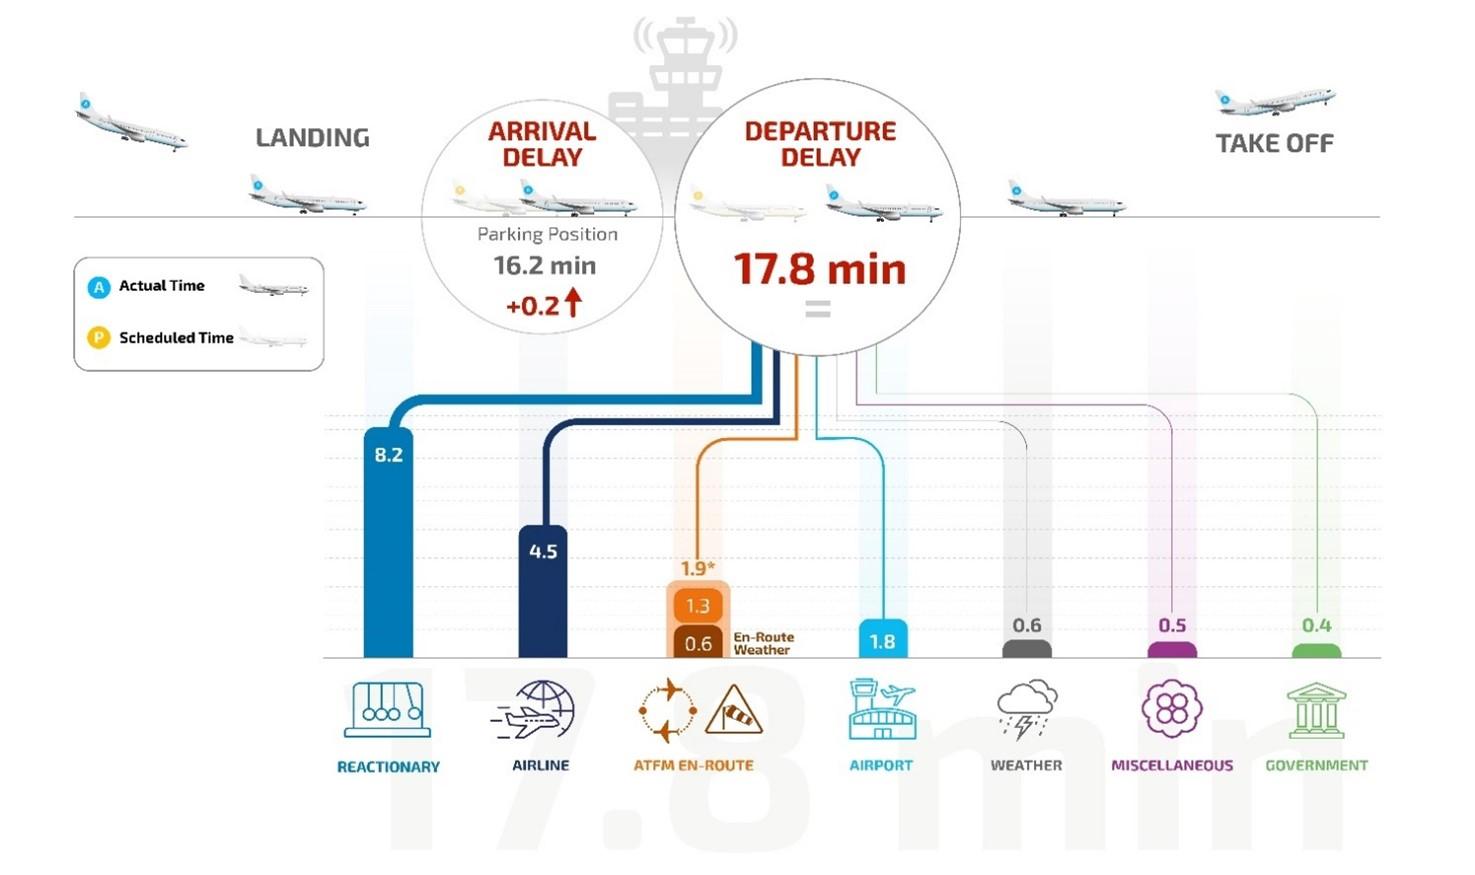 LANDING
ARRIVAL
DELAY
DEPARTURE
DELAY
TAKE OFF
Parking Position
16.2 min
+0.2
17.8 min
=
A Actual Time
P Scheduled Time
8.2
4.5
1.9*
1.3
0.6
En-Route
Weather
1.8
0.6
0.5
0.4
REACTIONARY
AIRLINE
ATFM EN-ROUTE
AIRPORT
WEATHER
MISCELLANEOUS
GOVERNMENT
17.8 min